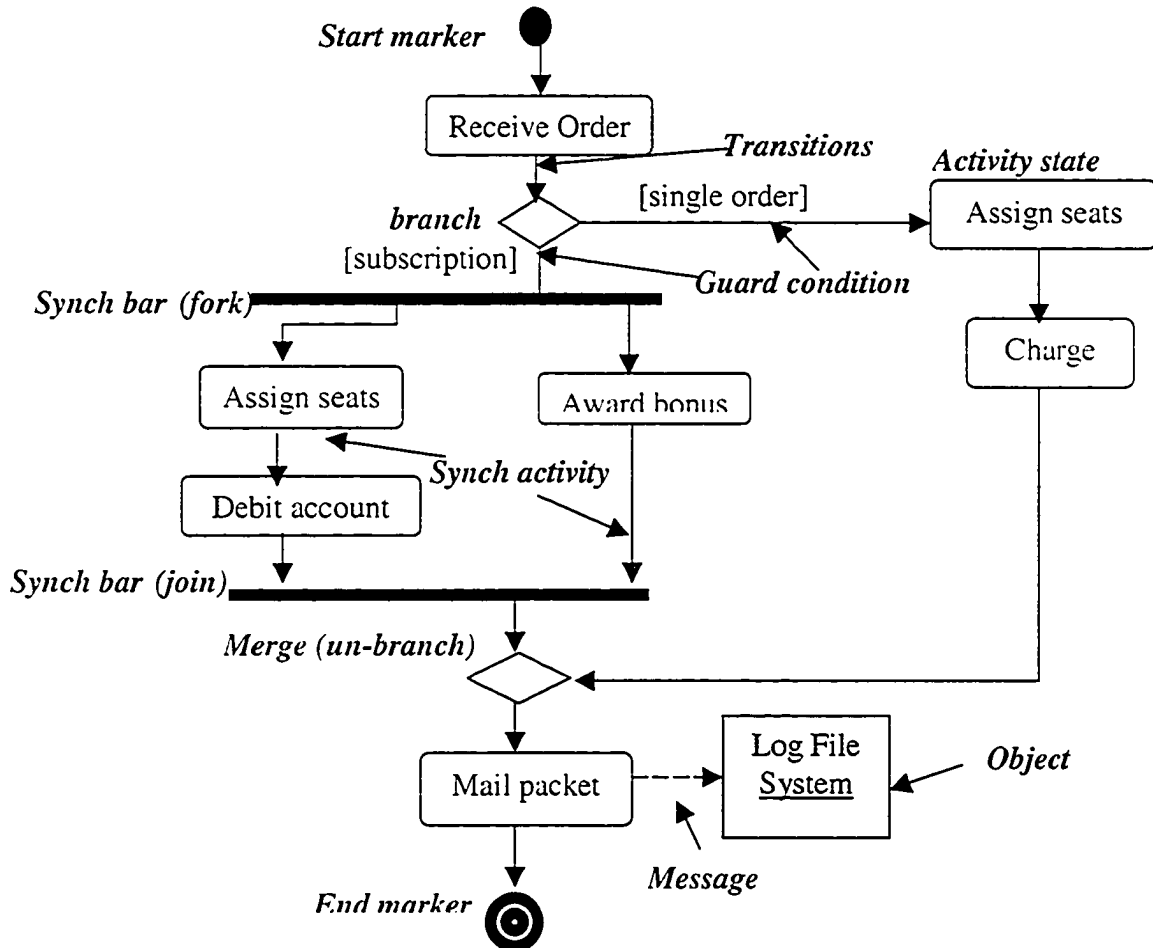 Start marker
Receive Order
Transitions
Activity state
[single order]
Assign seats
branch
[subscription]
Guard condition
Synch bar (fork)
Charge
Assign seats
Award bonus
Synch activity
Debit account
Synch bar (join)
Merge (un-branch)
Log File
System
Object
Mail packet
Message
End marker